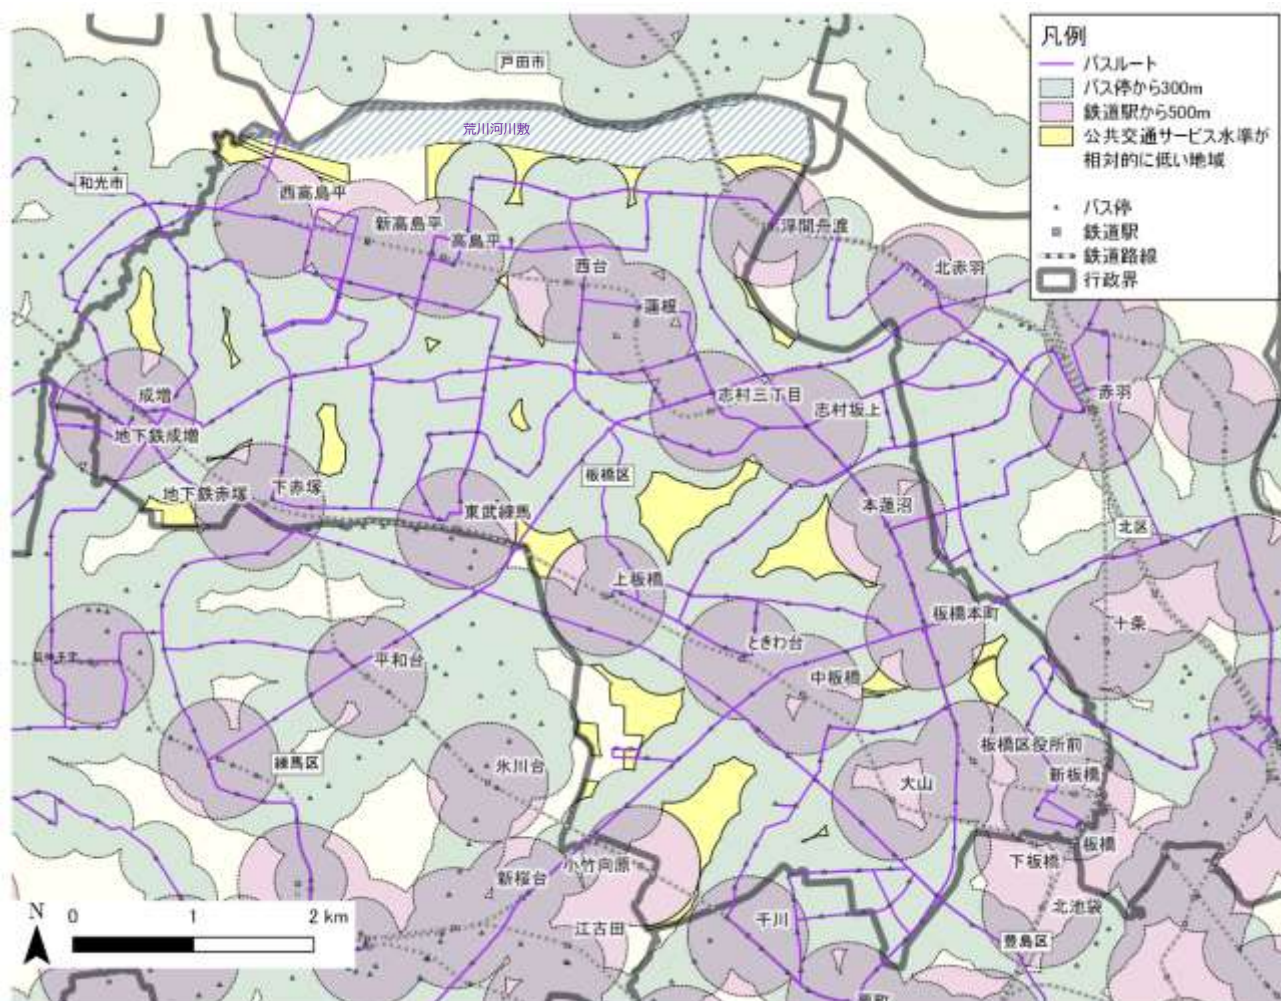 凡例
バスルート
バス停から300m
鉄道駅から500m
公共交通サービス水準が
相対的に低い地域
バス停
鉄道駅
鉄道路線
行政界
戸田市
荒川河川敷
和光市
西高島平
新高島平
高島平
浮間舟渡
西台
北赤羽
蓮根
成増
志村三丁目
志村坂上
赤羽
地下鉄成増
板橋区
地下鉄赤塚
下赤塚
東武練馬
本蓮沼
北区
上板橋
板橋本町
十条
ときわ台
平和台
中板橋
練馬区
氷川台
板橋区役所前
新板橋
大山
板橋
下板橋
小竹向原
新桜台
北池袋
千川
江古田
豊島区
N
0 1 2 km